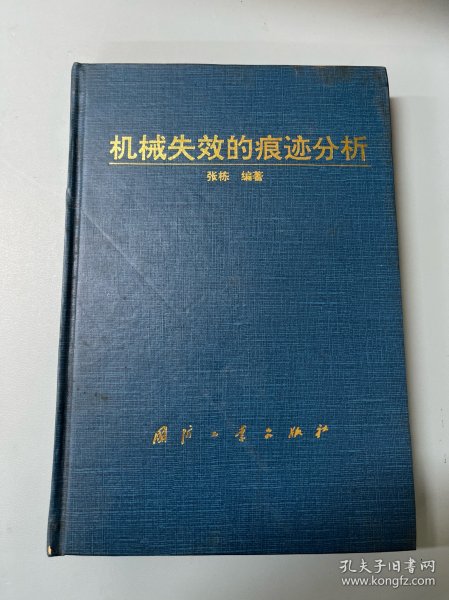 机械失效的痕迹分析
张栋 编著
国防工业出版社
孔夫子旧书网
www.kongfz.com